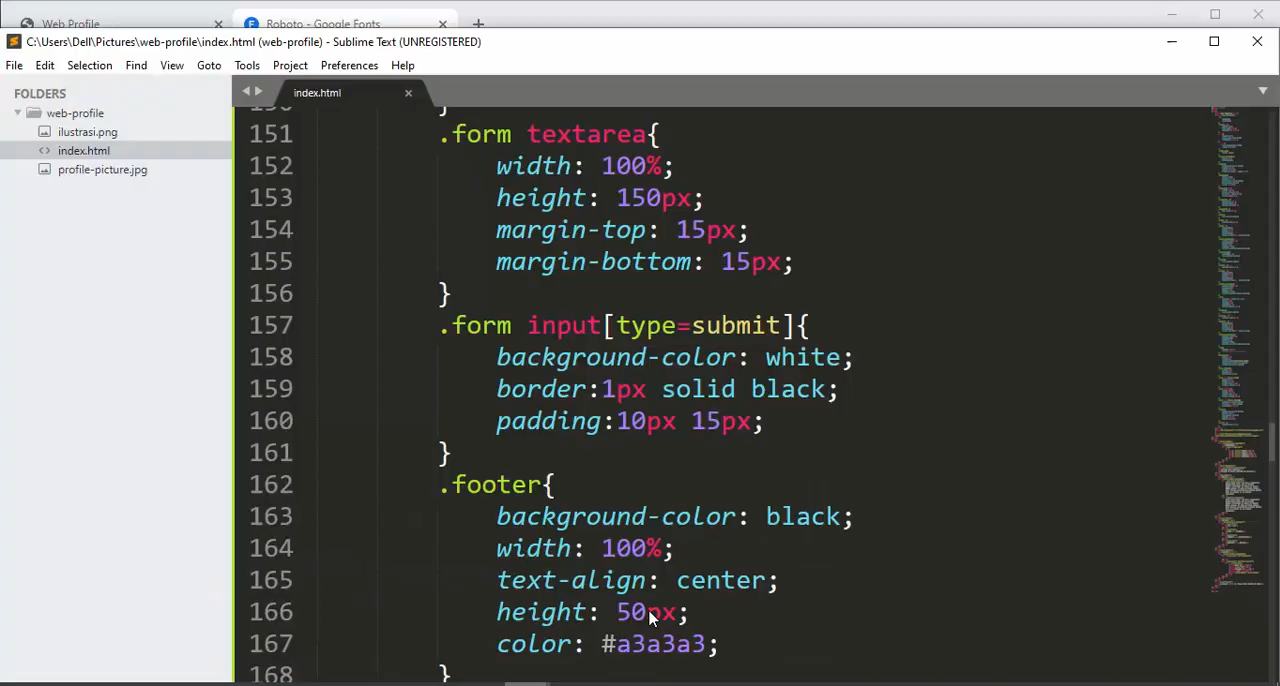 Web Profile
Roboto - Google Fonts
C:\Users\Dell\Pictures\web-profile\index.html (web-profile) - Sublime Text (UNREGISTERED)
File Edit Selection Find View Goto Tools Project Preferences Help
FOLDERS
web-profile
ilustrasi.png
index.html
profile-picture.jpg
index.html
151 .form textarea{
152 width: 100%;
153 height: 150px;
154 margin-top: 15px;
155 margin-bottom: 15px;
156 }
157 .form input[type=submit]{
158 background-color: white;
159 border:1px solid black;
160 padding:10px 15px;
161 }
162 .footer{
163 background-color: black;
164 width: 100%;
165 text-align: center;
166 height: 50px;
167 color: #a3a3a3;
168 }